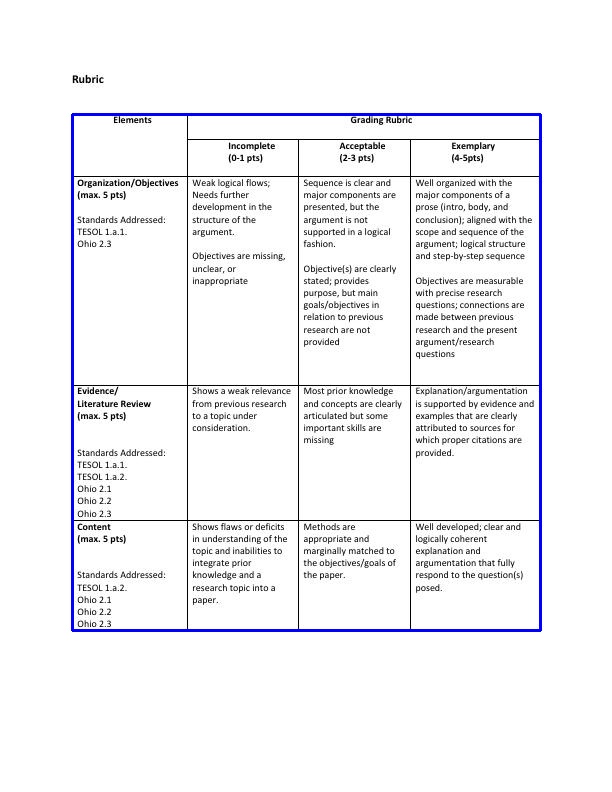 Rubric
Elements
Grading Rubric
Incomplete
(0-1 pts)
Acceptable
(2-3 pts)
Exemplary
(4-5pts)
Organization/Objectives
(max. 5 pts)
Standards Addressed:
TESOL 1.a.1.
Ohio 2.3
Weak logical flows;
Needs further
development in the
structure of the
argument.
Objectives are missing,
unclear, or
inappropriate
Sequence is clear and
major components are
presented, but the
argument is not
supported in a logical
fashion.
Objective(s) are clearly
stated; provides
purpose, but main
goals/objectives in
relation to previous
research are not
provided
Well organized with the
major components of a
prose (intro, body, and
conclusion); aligned with the
scope and sequence of the
argument; logical structure
and step-by-step sequence
Objectives are measurable
with precise research
questions; connections are
made between previous
research and the present
argument/research
questions
Evidence/
Literature Review
(max. 5 pts)
Standards Addressed:
TESOL 1.a.1.
TESOL 1.a.2.
Ohio 2.1
Ohio 2.2
Ohio 2.3
Shows a weak relevance
from previous research
to a topic under
consideration.
Most prior knowledge
and concepts are clearly
articulated but some
important skills are
missing
Explanation/argumentation
is supported by evidence and
examples that are clearly
attributed to sources for
which proper citations are
provided.
Content
(max. 5 pts)
Standards Addressed:
TESOL 1.a.2.
Ohio 2.1
Ohio 2.2
Ohio 2.3
Shows flaws or deficits
in understanding of the
topic and inabilities to
integrate prior
knowledge and a
research topic into a
paper.
Methods are
appropriate and
marginally matched to
the objectives/goals of
the paper.
Well developed; clear and
logically coherent
explanation and
argumentation that fully
respond to the question(s)
posed.